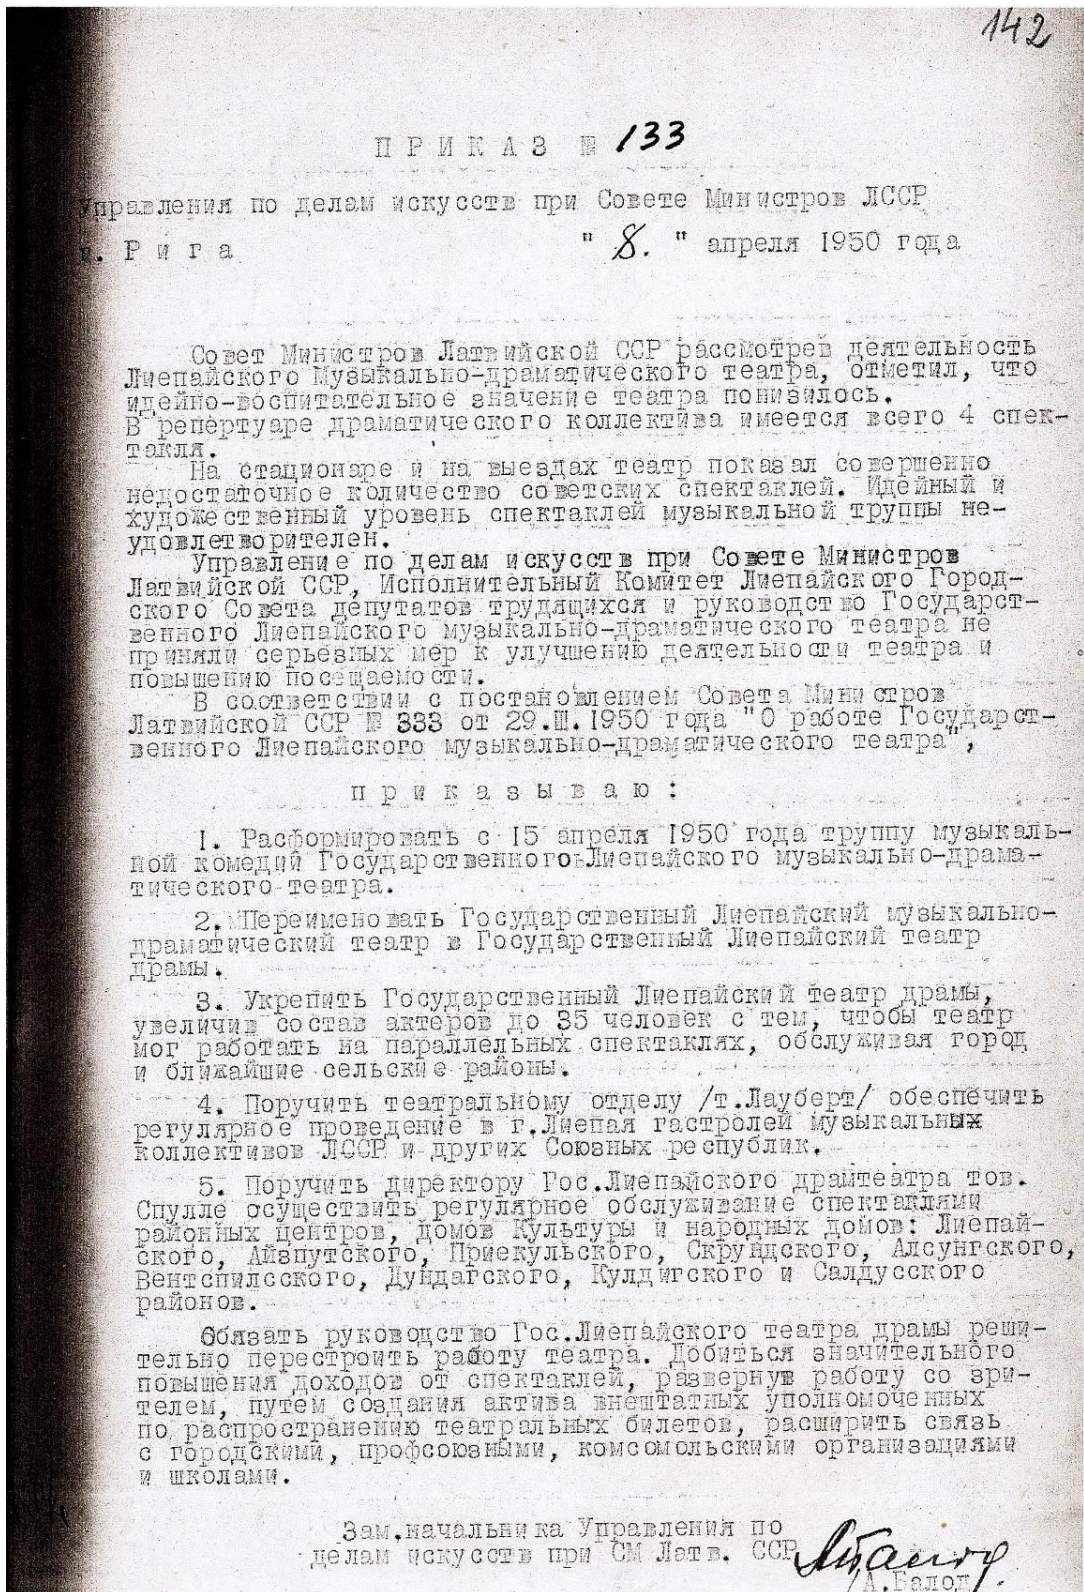 142
ПРИКАЗ № 133
Управления по делам искусств при Совете Министров ЛССР
г. Рига " 8. " апреля 1950 года
Совет Министров Латвийской ССР рассмотрев деятельность
Лиепайского Музыкально-драматического театра, отметил, что
идейно-воспитательное значение театра понизилось.
В репертуаре драматического коллектива имеется всего 4 спек-
такля.
На стационаре и на выездах театр показал совершенно
недостаточное количество советских спектаклей. Идейный и
художественный уровень спектаклей музыкальной труппы не-
удовлетворителен.
Управление по делам искусств при Совете Министров
Латвийской ССР, Исполнительный Комитет Лиепайского Город-
ского Совета депутатов трудящихся и руководство Государст-
венного Лиепайского музыкально-драматического театра не
приняли серьезных мер к улучшению деятельности театра и
повышению посещаемости.
В соответствии с постановлением Совета Министров
Латвийской ССР № 333 от 29.III.1950 года "О работе Государст-
венного Лиепайского музыкально-драматического театра",
приказываю:
1. Расформировать с 15 апреля 1950 года труппу музыкаль-
ной комедий Государственного Лиепайского музыкально-драма-
тического театра.
2. Переименовать Государственный Лиепайский музыкально-
драматический театр в Государственный Лиепайский театр
драмы.
3. Укрепить Государственный Лиепайский театр драмы,
увеличив состав актеров до 35 человек с тем, чтобы театр
мог работать на параллельных спектаклях, обслуживая город
и ближайшие сельские районы.
4. Поручить театральному отделу /т.Лауберт/ обеспечить
регулярное проведение в г.Лиепая гастролей музыкальных
коллективов ЛССР и других Союзных республик.
5. Поручить директору Гос.Лиепайского драмтеатра тов.
Спулле осуществить регулярное обслуживание спектаклями
районных центров, домов Культуры и народных домов: Лиепай-
ского, Айзпутского, Приекульского, Скрундского, Алсунгского,
Вентспилсского, Дундагского, Кулдигского и Салдусского
районов.
Обязать руководство Гос.Лиепайского театра драмы реши-
тельно перестроить работу театра. Добиться значительного
повышения доходов от спектаклей, развернув работу со зри-
телем, путем создания актива внештатных уполномоченных
по распространению театральных билетов, расширить связь
с городскими, профсоюзными, комсомольскими организациями
и школами.
Зам.начальника Управления по
делам искусств при СМ Латв. ССР
/А.Балод/